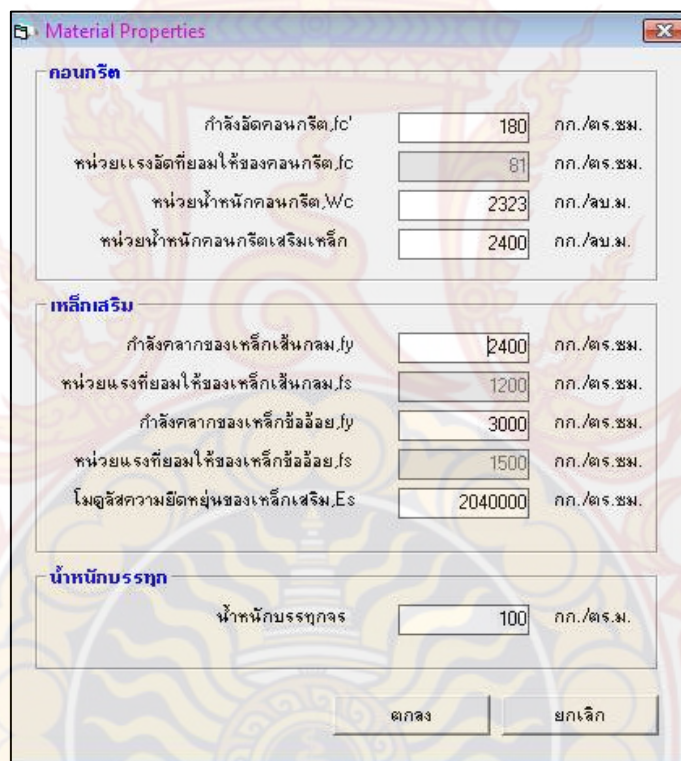 Material Properties
คอนกรีต
กำลังอัดคอนกรีต,fc' 180 กก./ตร.ซม.
หน่วยแรงอัดที่ยอมให้ของคอนกรีต,fc 81 กก./ตร.ซม.
หน่วยน้ำหนักคอนกรีต,Wc 2323 กก./ลบ.ม.
หน่วยน้ำหนักคอนกรีตเสริมเหล็ก 2400 กก./ลบ.ม.
เหล็กเสริม
กำลังคลากของเหล็กเส้นกลม,fy 2400 กก./ตร.ซม.
หน่วยแรงที่ยอมให้ของเหล็กเส้นกลม,fs 1200 กก./ตร.ซม.
กำลังคลากของเหล็กข้ออ้อย,fy 3000 กก./ตร.ซม.
หน่วยแรงที่ยอมให้ของเหล็กข้ออ้อย,fs 1500 กก./ตร.ซม.
โมดูลัสความยืดหยุ่นของเหล็กเสริม,Es 2040000 กก./ตร.ซม.
น้ำหนักบรรทุก
น้ำหนักบรรทุกจร 100 กก./ตร.ม.
ตกลง ยกเลิก